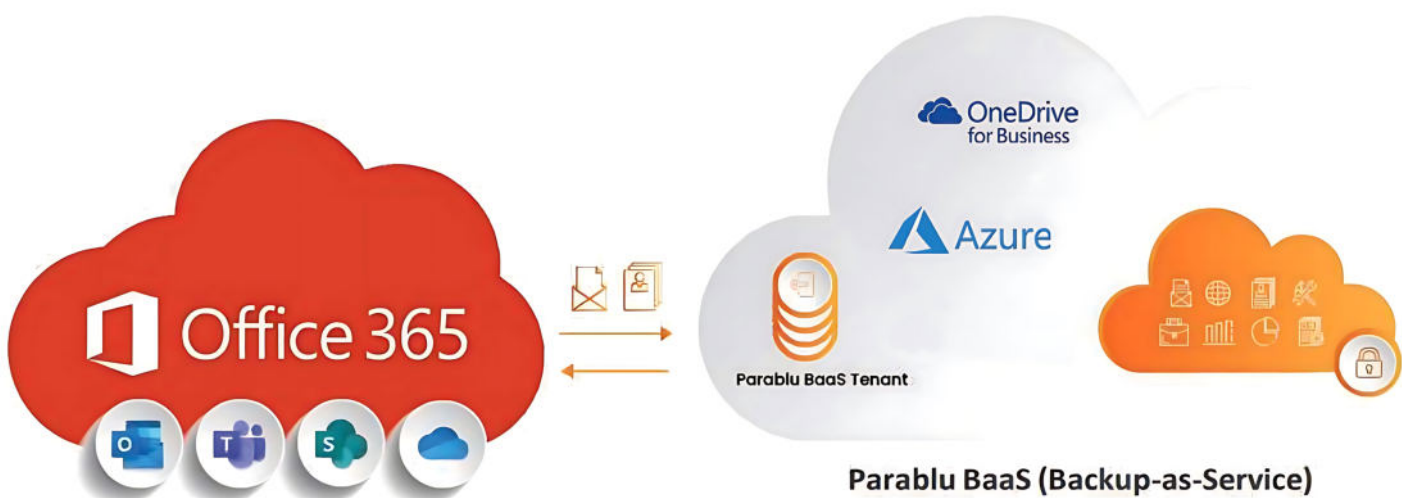 Office 365
O
T
S
OneDrive
for Business
Azure
Parablu BaaS Tenant
Parablu BaaS (Backup-as-Service)